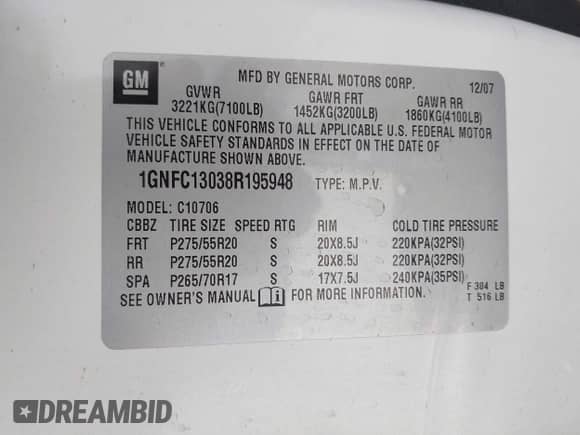 GM
MFD BY GENERAL MOTORS CORP. 12/07
GVWR GAWR FRT GAWR RR
3221KG(7100LB) 1452KG(3200LB) 1860KG(4100LB)
THIS VEHICLE CONFORMS TO ALL APPLICABLE U.S. FEDERAL MOTOR
VEHICLE SAFETY STANDARDS IN EFFECT ON THE DATE OF
MANUFACTURE SHOWN ABOVE.
1GNFC13038R195948 TYPE: M.P.V.
MODEL: C10706
CBBZ TIRE SIZE SPEED RTG RIM COLD TIRE PRESSURE
FRT P275/55R20 S 20X8.5J 220KPA(32PSI)
RR P275/55R20 S 20X8.5J 220KPA(32PSI)
SPA P265/70R17 S 17X7.5J 240KPA(35PSI)
SEE OWNER'S MANUAL FOR MORE INFORMATION.
F 304 LB
T 516 LB
DREAMBID